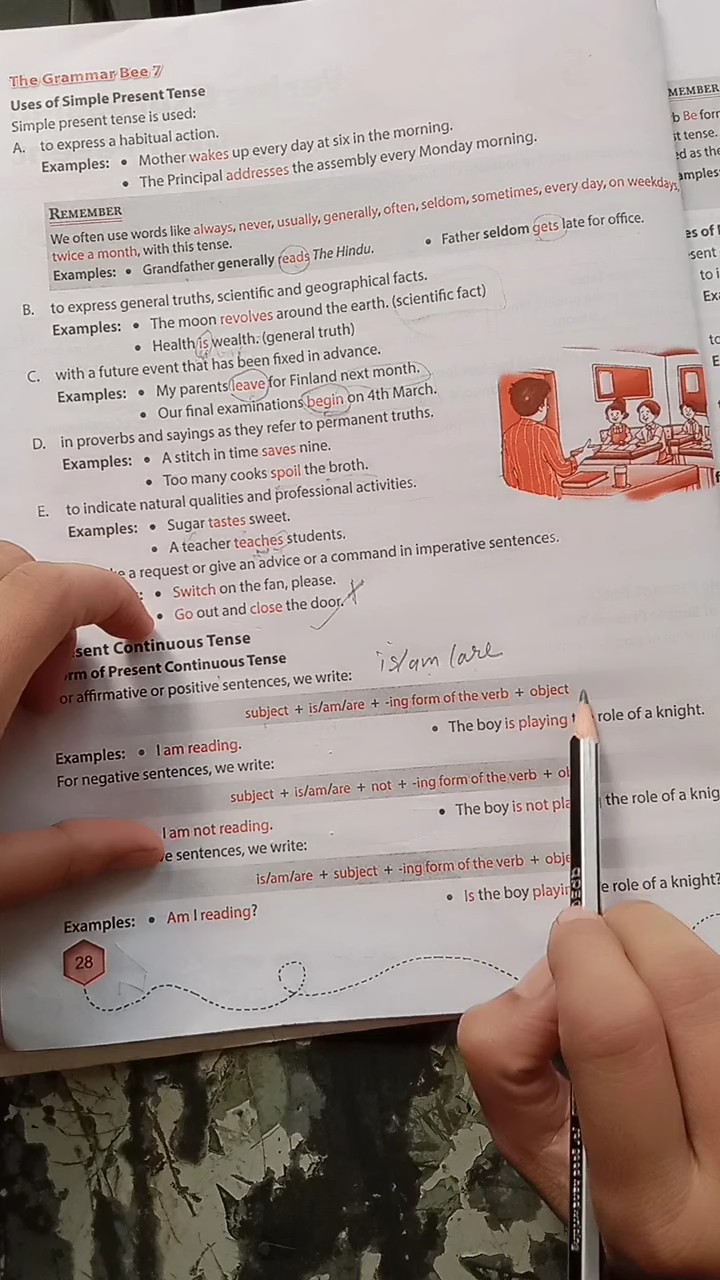 The Grammar Bee 7
Uses of Simple Present Tense
Simple present tense is used:
A. to express a habitual action.
Examples: • Mother wakes up every day at six in the morning.
• The Principal addresses the assembly every Monday morning.
REMEMBER
We often use words like always, never, usually, generally, often, seldom, sometimes, every day, on weekdays,
twice a month, with this tense.
Examples: • Grandfather generally reads The Hindu. • Father seldom gets late for office.
B. to express general truths, scientific and geographical facts.
Examples: • The moon revolves around the earth. (scientific fact)
• Health is wealth. (general truth)
C. with a future event that has been fixed in advance.
Examples: • My parents leave for Finland next month.
• Our final examinations begin on 4th March.
D. in proverbs and sayings as they refer to permanent truths.
Examples: • A stitch in time saves nine.
• Too many cooks spoil the broth.
E. to indicate natural qualities and professional activities.
Examples: • Sugar tastes sweet.
• A teacher teaches students.
a request or give an advice or a command in imperative sentences.
• Switch on the fan, please.
• Go out and close the door.
Continuous Tense
of Present Continuous Tense
is/am/are
or affirmative or positive sentences, we write:
subject + is/am/are + -ing form of the verb + object
Examples: • I am reading. • The boy is playing role of a knight.
For negative sentences, we write:
subject + is/am/are + not + -ing form of the verb +
I am not reading. • The boy is not the role of a
sentences, we write:
is/am/are + subject + -ing form of the verb +
Examples: • Am I reading? • Is the boy role of a knight?
28
MEMBER
b Be
st tense.
as the
es of
to